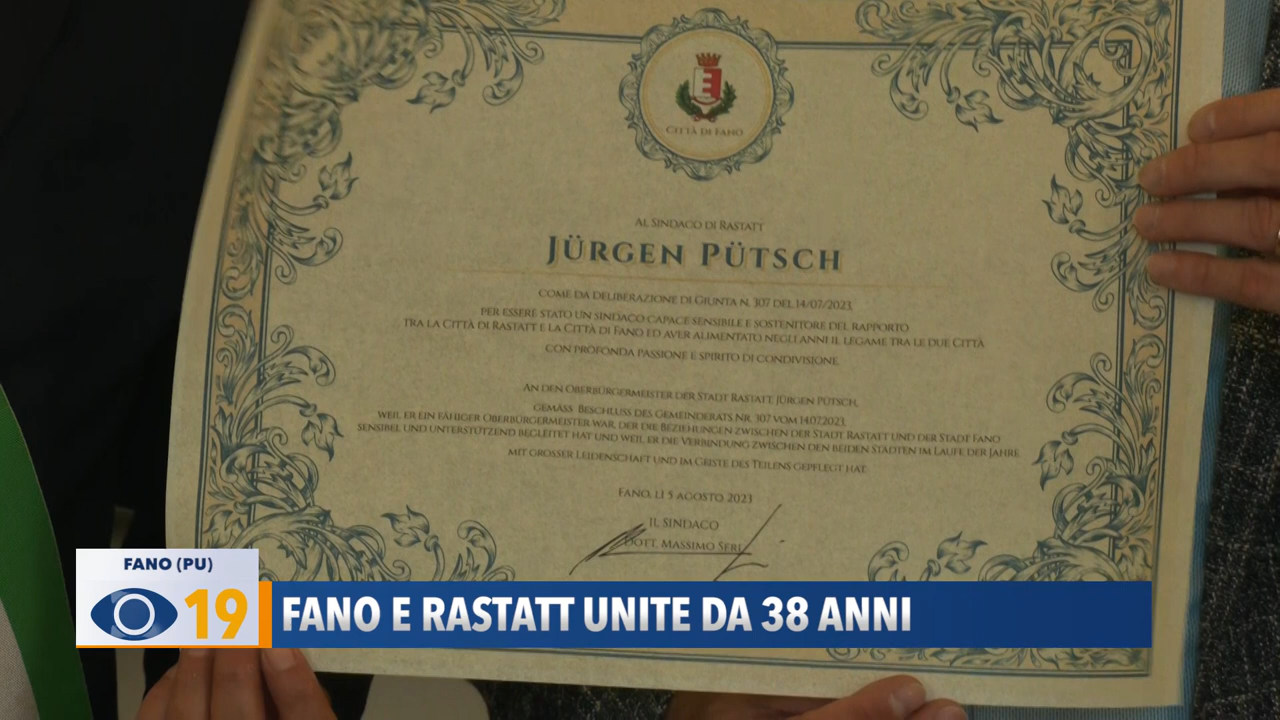 CITTÀ DI FANO
AL SINDACO DI RASTATT
JÜRGEN PÜTSCH
COME DA DELIBERAZIONE DI GIUNTA N. 307 DEL 14/07/2023,
PER ESSERE STATO UN SINDACO CAPACE SENSIBILE E SOSTENITORE DEL RAPPORTO
TRA LA CITTÀ DI RASTATT E LA CITTÀ DI FANO ED AVER ALIMENTATO NEGLI ANNI IL LEGAME TRA LE DUE CITTÀ
CON PROFONDA PASSIONE E SPIRITO DI CONDIVISIONE.
AN DEN OBERBÜRGERMEISTER DER STADT RASTATT, JÜRGEN PÜTSCH,
GEMÄSS BESCHLUSS DES GEMEINDERATS NR. 307 VOM 14.07.2023,
WEIL ER EIN FÄHIGER OBERBÜRGERMEISTER WAR, DER DIE BEZIEHUNGEN ZWISCHEN DER STADT RASTATT UND DER STADT FANO
SENSIBEL UND UNTERSTÜTZEND BEGLEITET HAT UND WEIL ER DIE VERBINDUNG ZWISCHEN DEN BEIDEN STÄDTEN IM LAUFE DER JAHRE
MIT GROSSER LEIDENSCHAFT UND IM GEISTE DES TEILENS GEPFLEGT HAT.
FANO, LÌ 5 AGOSTO 2023
IL SINDACO
DOTT. MASSIMO SERI
FANO (PU)
19
FANO E RASTATT UNITE DA 38 ANNI